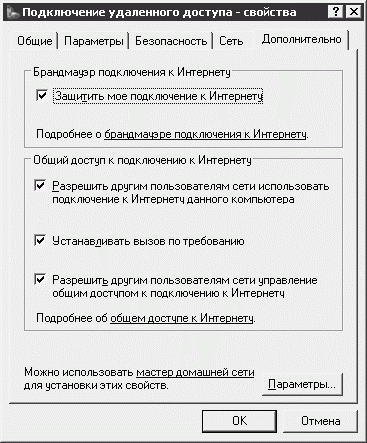 Подключение удаленного доступа - свойства
Общие Параметры Безопасность Сеть Дополнительно
Брандмауэр подключения к Интернету
Защитить мое подключение к Интернету
Подробнее о брандмауэре подключения к Интернету.
Общий доступ к подключению к Интернету
Разрешить другим пользователям сети использовать
подключение к Интернету данного компьютера
Устанавливать вызов по требованию
Разрешить другим пользователям сети управление
общим доступом к подключению к Интернету
Подробнее об общем доступе к Интернету.
Можно использовать мастер домашней сети
для установки этих свойств.
Параметры...
OK Отмена